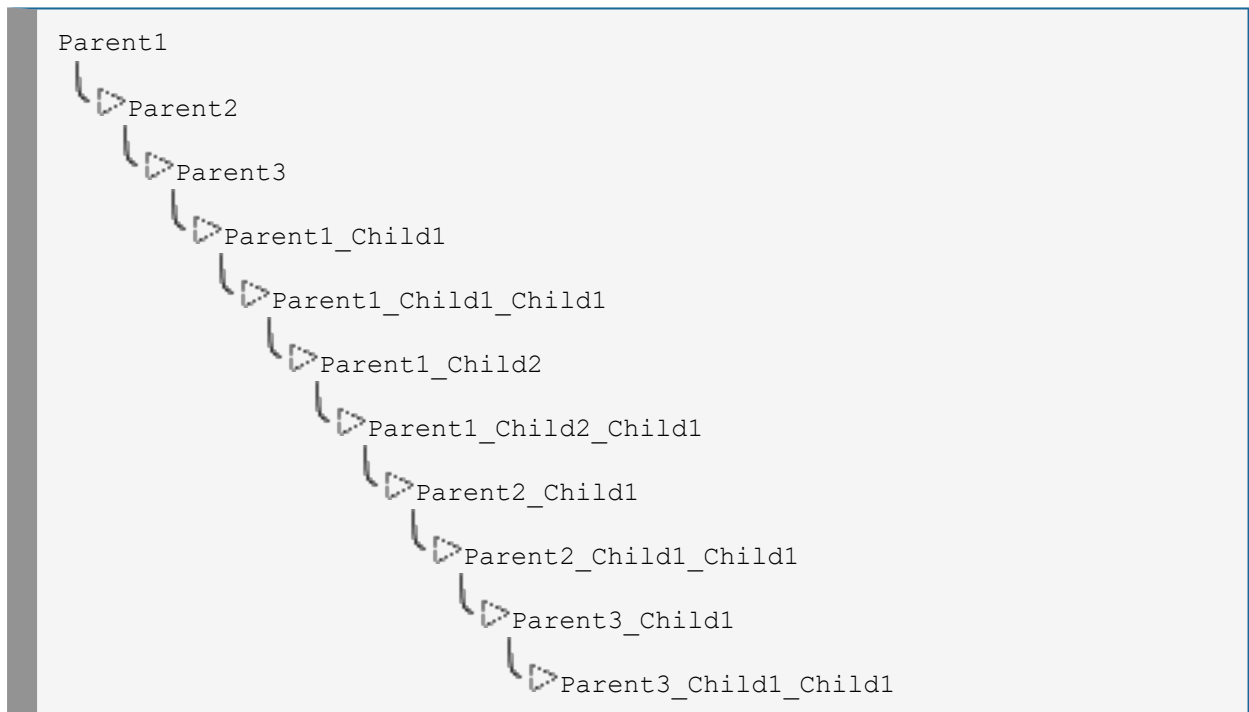 Parent1
Parent2
Parent3
Parent1_Child1
Parent1_Child1_Child1
Parent1_Child2
Parent1_Child2_Child1
Parent2_Child1
Parent2_Child1_Child1
Parent3_Child1
Parent3_Child1_Child1